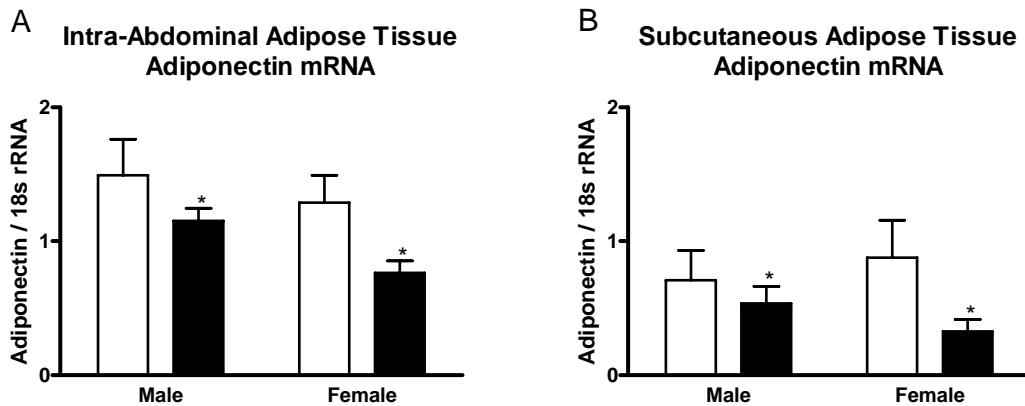 A
Intra-Abdominal Adipose Tissue
Adiponectin mRNA
Adiponectin / 18s rRNA
2
1
0
*
*
Male
Female
B
Subcutaneous Adipose Tissue
Adiponectin mRNA
Adiponectin / 18s rRNA
2
1
0
*
*
Male
Female